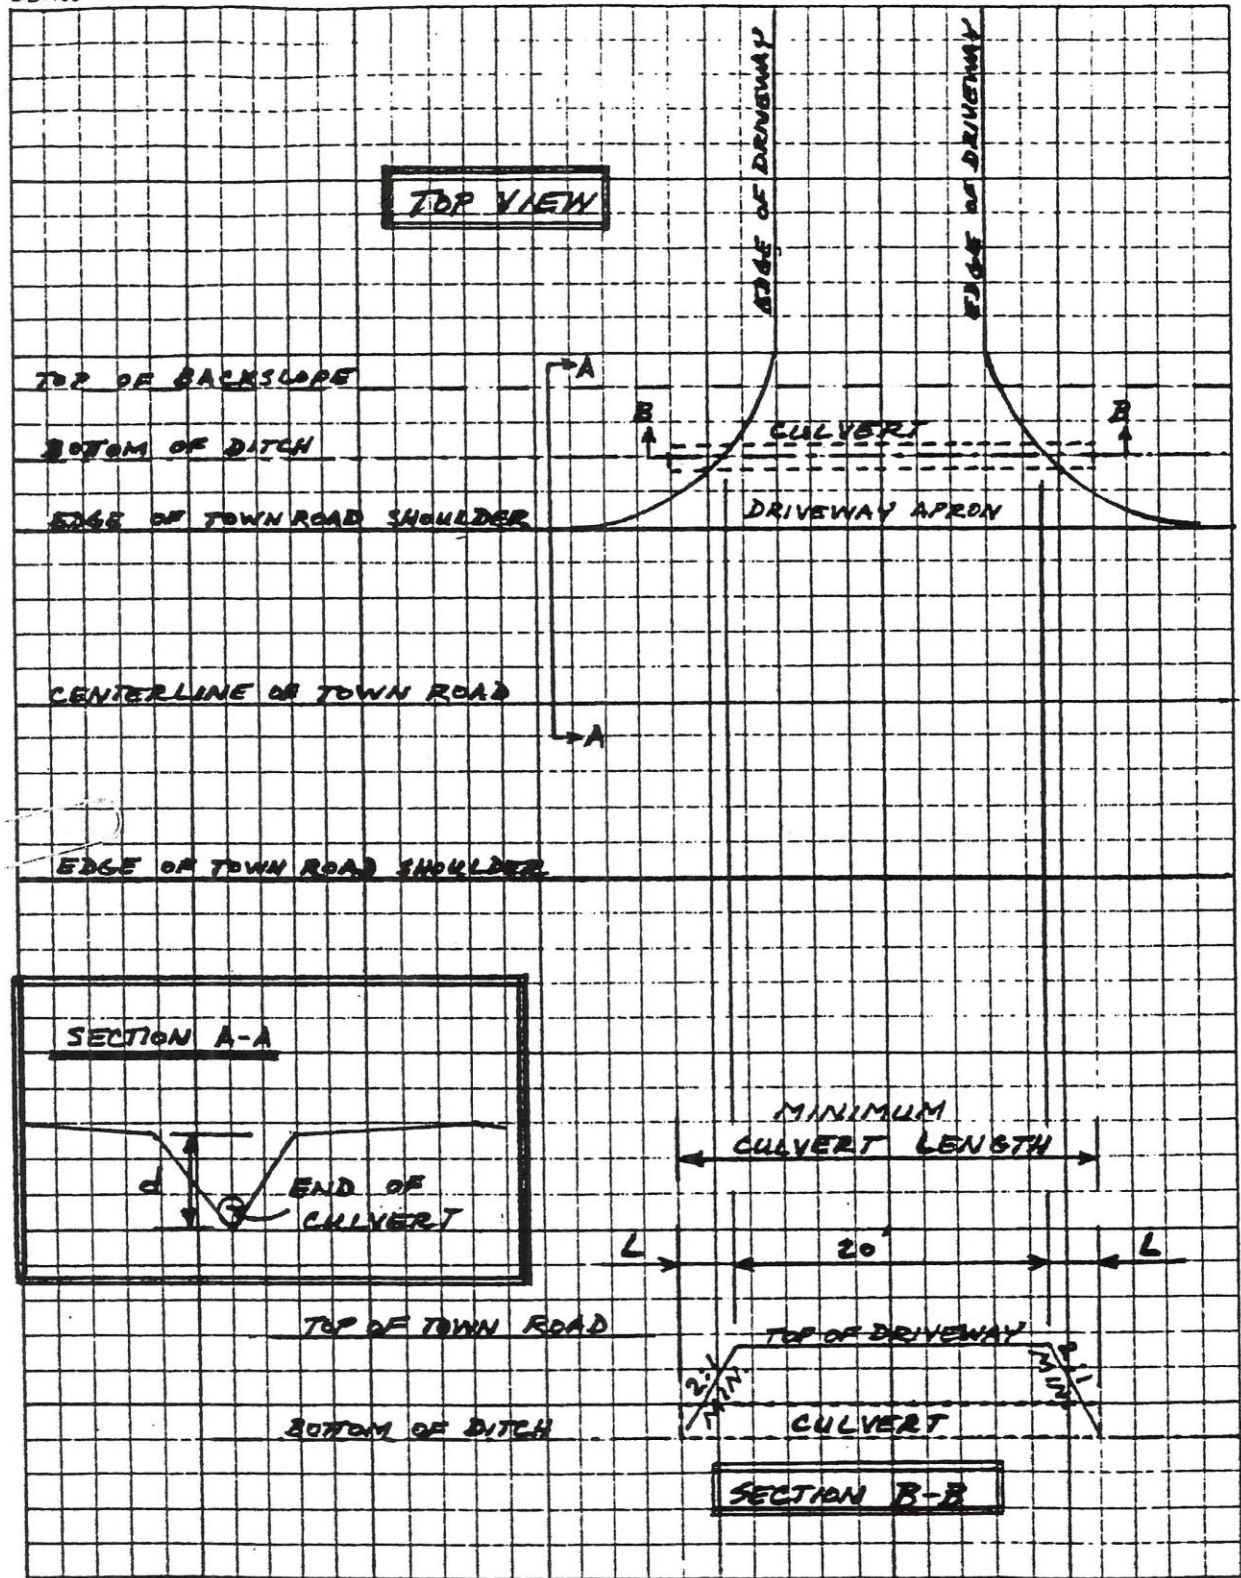 TOP VIEW
EDGE OF DRIVEWAY
EDGE OF DRIVEWAY
A
TOP OF BACKSLOPE
B
B
CULVERT
BOTTOM OF DITCH
EDGE OF TOWN ROAD SHOULDER
DRIVEWAY APRON
CENTERLINE OF TOWN ROAD
A
EDGE OF TOWN ROAD SHOULDER
SECTION A-A
d
END OF
CULVERT
MINIMUM
CULVERT LENGTH
L
20'
L
TOP OF TOWN ROAD
TOP OF DRIVEWAY
2:1
MIN.
2:1
MIN
BOTTOM OF DITCH
CULVERT
SECTION B-B